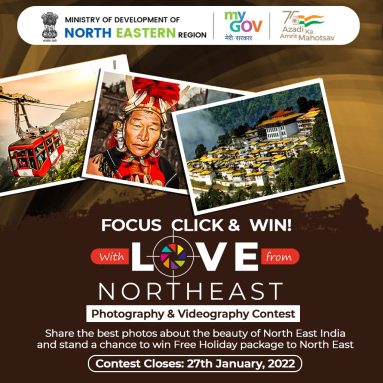 MINISTRY OF DEVELOPMENT OF
NORTH EASTERN REGION
my
GOV
मेरी सरकार
75
Azadi Ka
Amrit Mahotsav
FOCUS CLICK & WIN!
With LOVE from
NORTHEAST
Photography & Videography Contest
Share the best photos about the beauty of North East India
and stand a chance to win Free Holiday package to North East
Contest Closes: 27th January, 2022